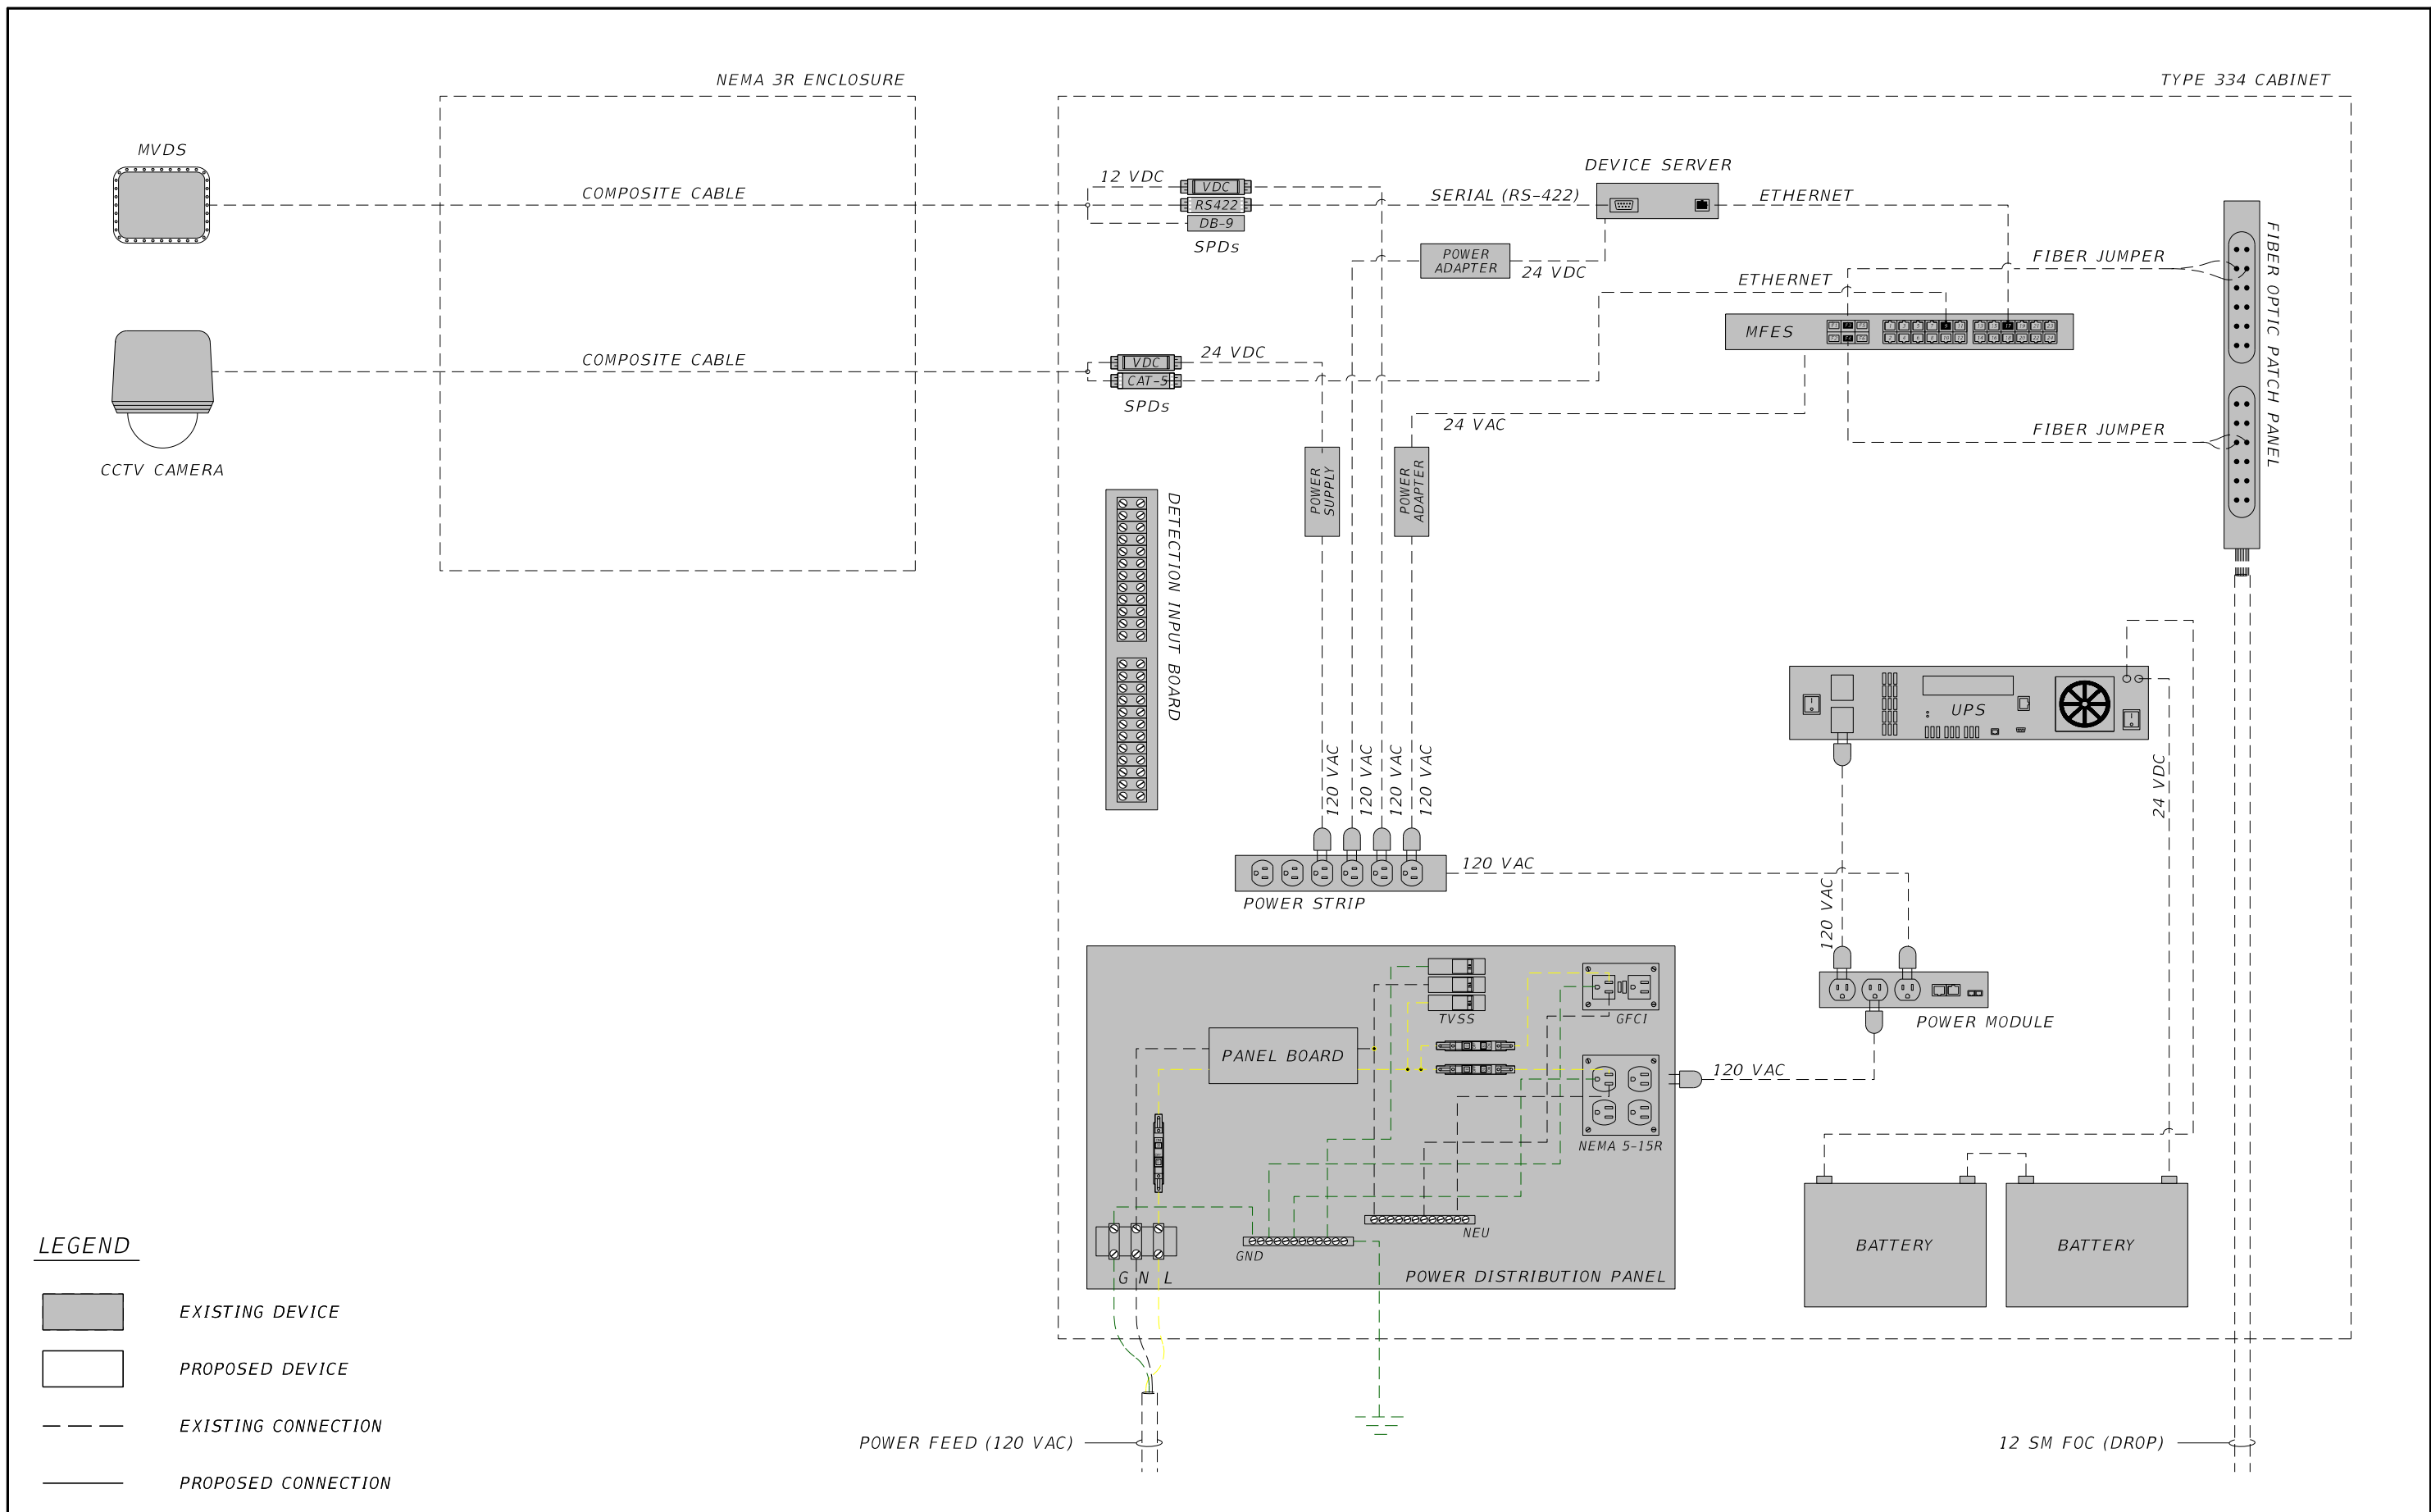 NEMA 3R ENCLOSURE
TYPE 334 CABINET
MVDS
COMPOSITE CABLE
12 VDC
VDC
RS422
DB-9
SPDs
SERIAL (RS-422)
DEVICE SERVER
ETHERNET
POWER
ADAPTER
24 VDC
ETHERNET
FIBER JUMPER
FIBER OPTIC PATCH PANEL
MFES
COMPOSITE CABLE
VDC
CAT-5
SPDs
24 VDC
24 VAC
FIBER JUMPER
CCTV CAMERA
DETECTION INPUT BOARD
POWER
SUPPLY
POWER
ADAPTER
120 VAC
120 VAC
120 VAC
120 VAC
UPS
24 VDC
POWER STRIP
120 VAC
120 VAC
POWER MODULE
TVSS
GFCI
PANEL BOARD
NEMA 5-15R
120 VAC
NEU
GND
G N L
POWER DISTRIBUTION PANEL
BATTERY
BATTERY
LEGEND
EXISTING DEVICE
PROPOSED DEVICE
EXISTING CONNECTION
PROPOSED CONNECTION
POWER FEED (120 VAC)
12 SM FOC (DROP)